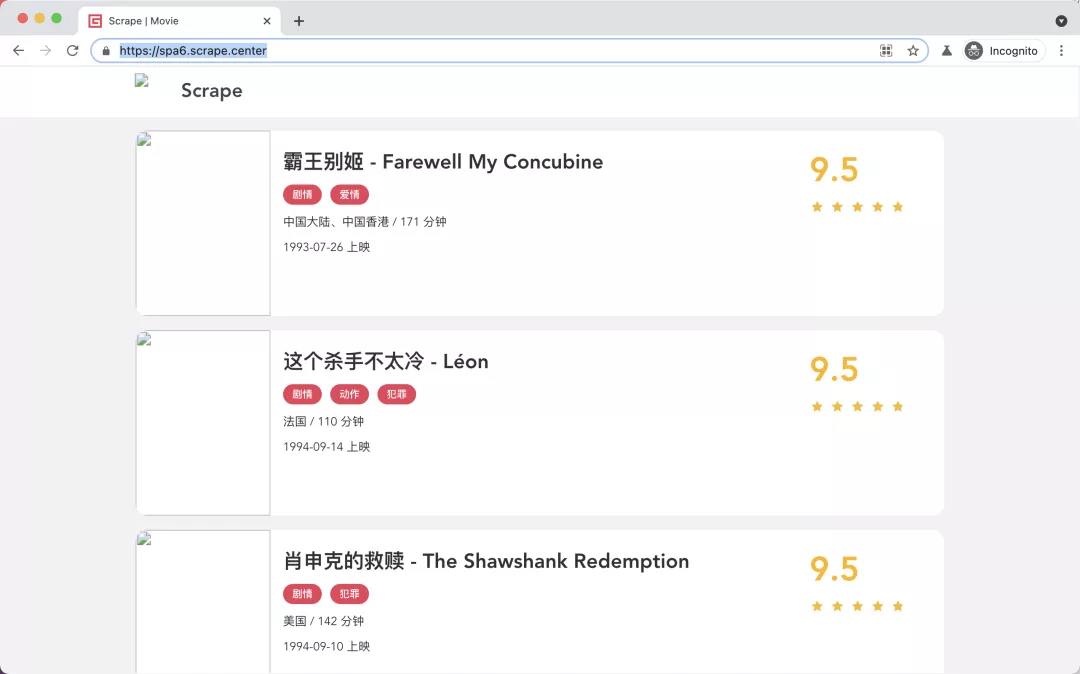 Scrape | Movie
https://spa6.scrape.center
Incognito
Scrape
霸王别姬 - Farewell My Concubine
9.5
剧情 爱情
中国大陆、中国香港 / 171 分钟
1993-07-26 上映
这个杀手不太冷 - Léon
9.5
剧情 动作 犯罪
法国 / 110 分钟
1994-09-14 上映
肖申克的救赎 - The Shawshank Redemption
9.5
剧情 犯罪
美国 / 142 分钟
1994-09-10 上映